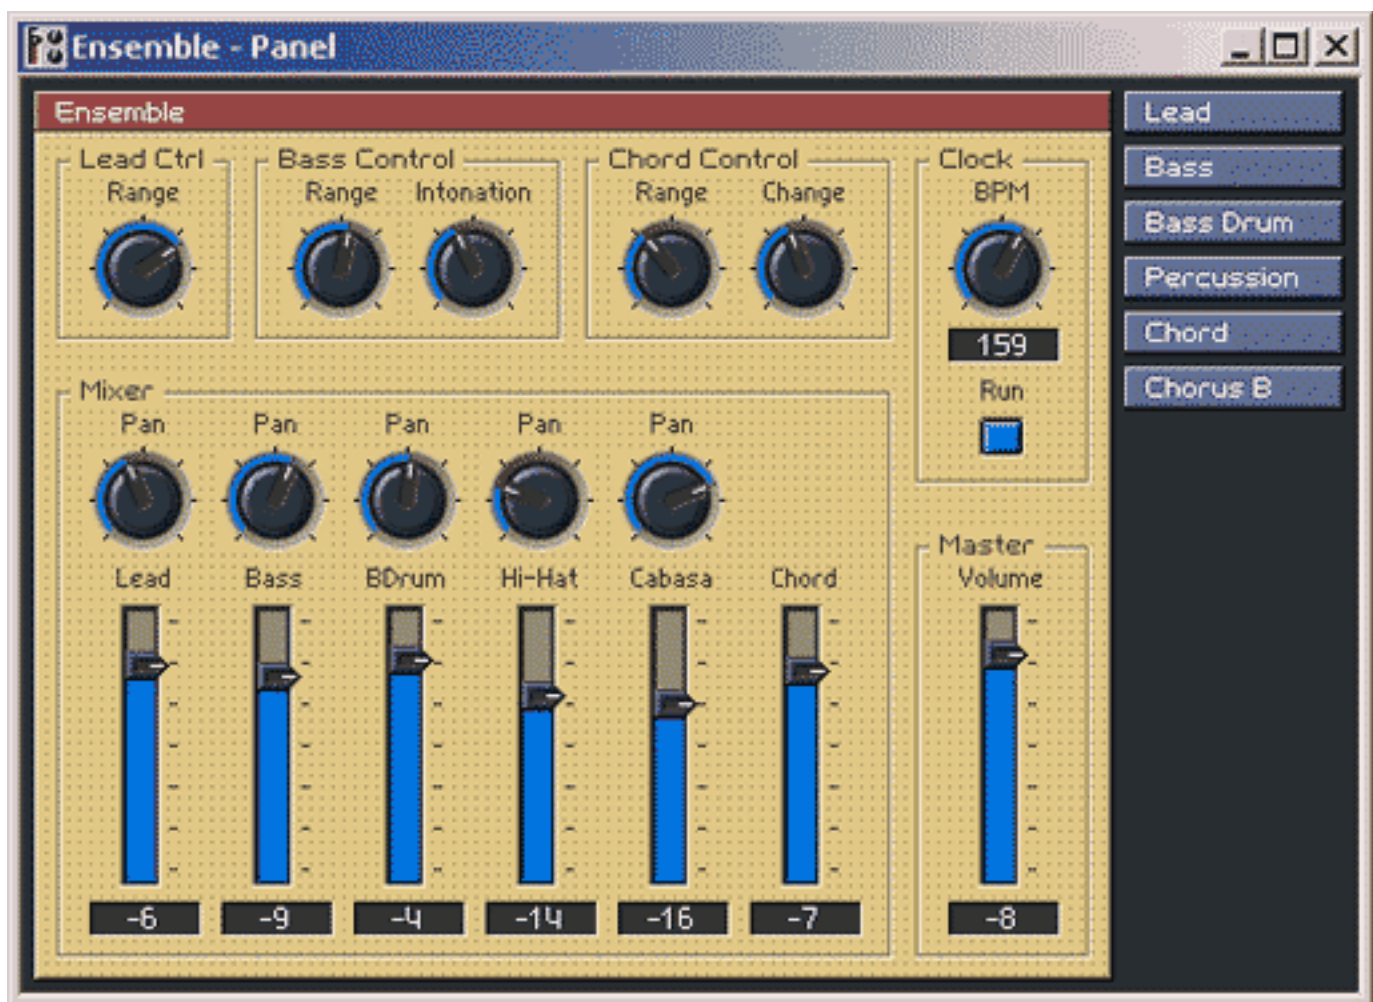 Ensemble - Panel
Ensemble
Lead Ctrl
Range
Bass Control
Range Intonation
Chord Control
Range Change
Clock
BPM
159
Run
Mixer
Pan Pan Pan Pan Pan
Lead Bass BDrum Hi-Hat Cabasa Chord
-6 -9 -4 -14 -16 -7
Master
Volume
-8
Lead
Bass
Bass Drum
Percussion
Chord
Chorus B